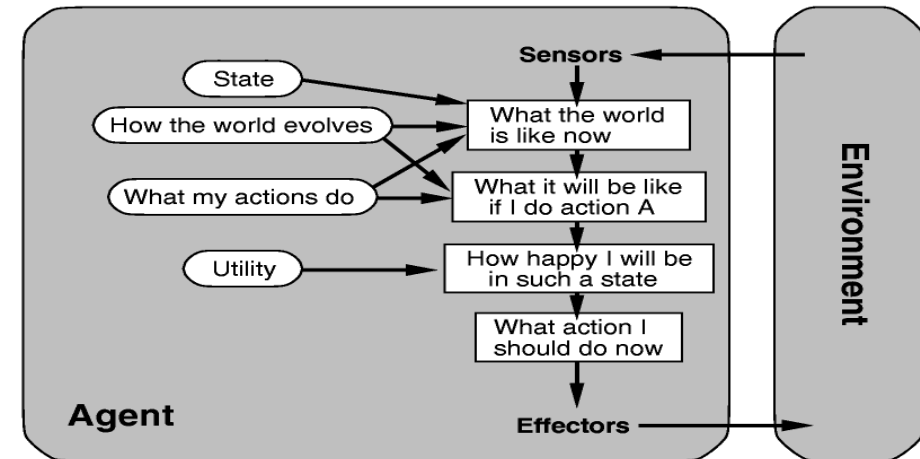 Sensors
State
What the world
is like now
How the world evolves
What my actions do
What it will be like
if I do action A
Utility
How happy I will be
in such a state
What action I
should do now
Agent
Effectors
Environment